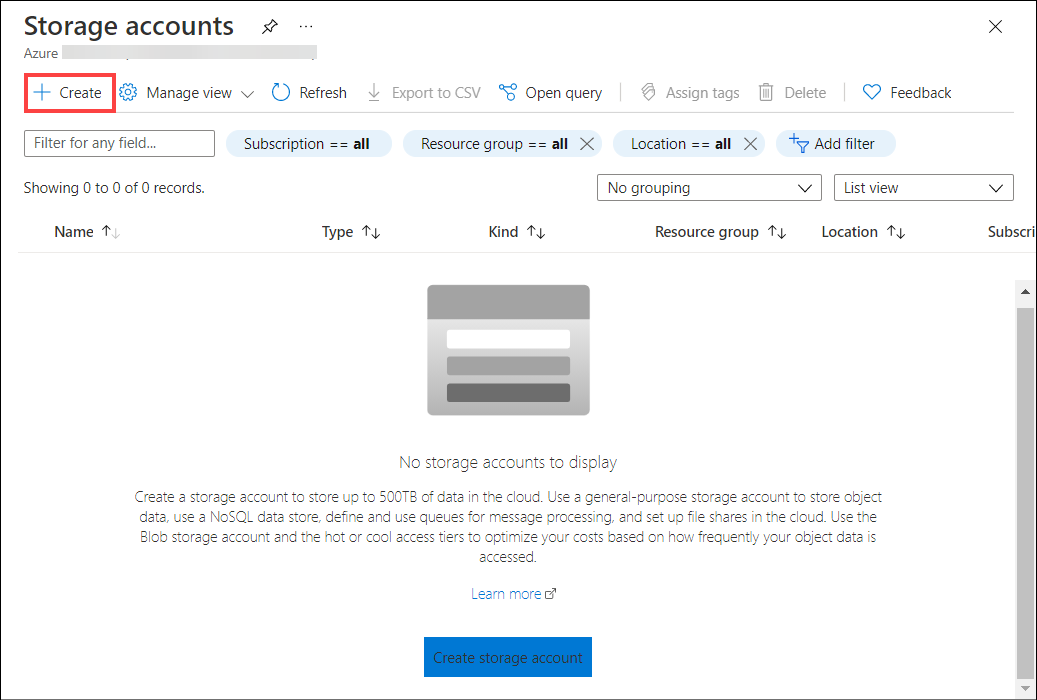 Storage accounts
Azure
Create Manage view Refresh Export to CSV Open query Assign tags Delete Feedback
Filter for any field... Subscription == all Resource group == all Location == all Add filter
Showing 0 to 0 of 0 records. No grouping List view
Name Type Kind Resource group Location Subscri
No storage accounts to display
Create a storage account to store up to 500TB of data in the cloud. Use a general-purpose storage account to store object
data, use a NoSQL data store, define and use queues for message processing, and set up file shares in the cloud. Use the
Blob storage account and the hot or cool access tiers to optimize your costs based on how frequently your object data is
accessed.
Learn more
Create storage account